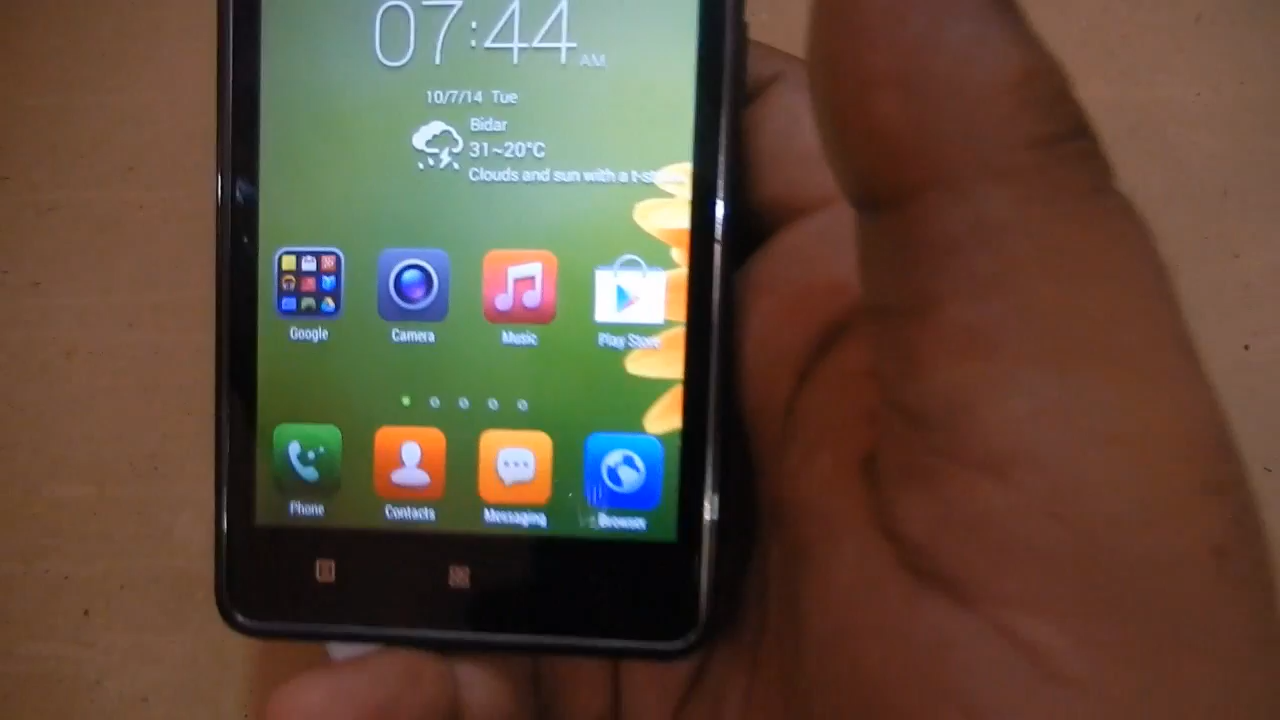 07:44 AM
10/7/14 Tue
Bidar
31~20°C
Clouds and sun with a
Google
Camera
Music
Play Store
Phone
Contacts
Messaging
Browser